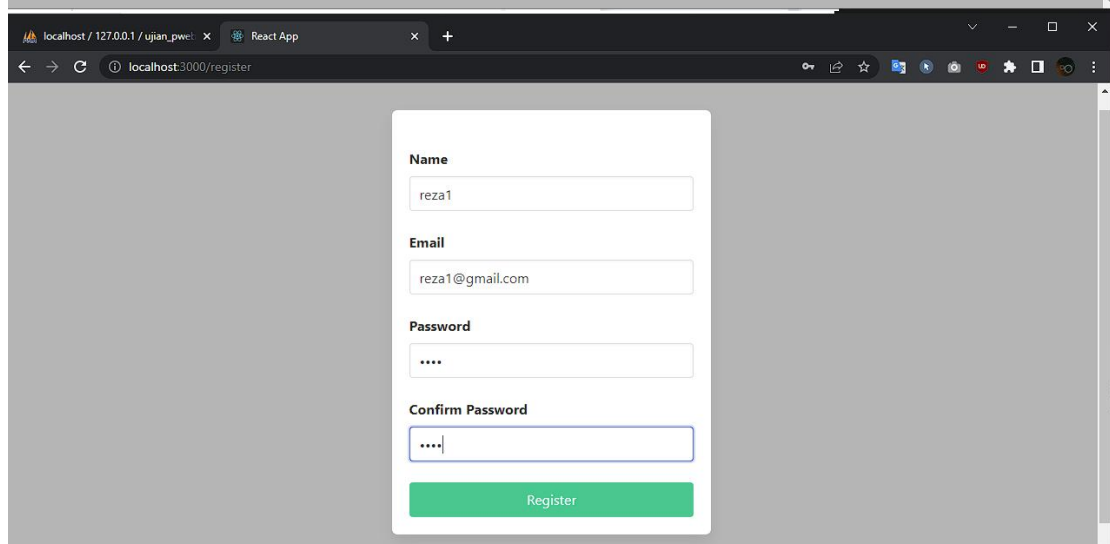 localhost / 127.0.0.1 / ujian_pweb
React App
localhost:3000/register
Name
reza1
Email
reza1@gmail.com
Password
••••
Confirm Password
••••
Register